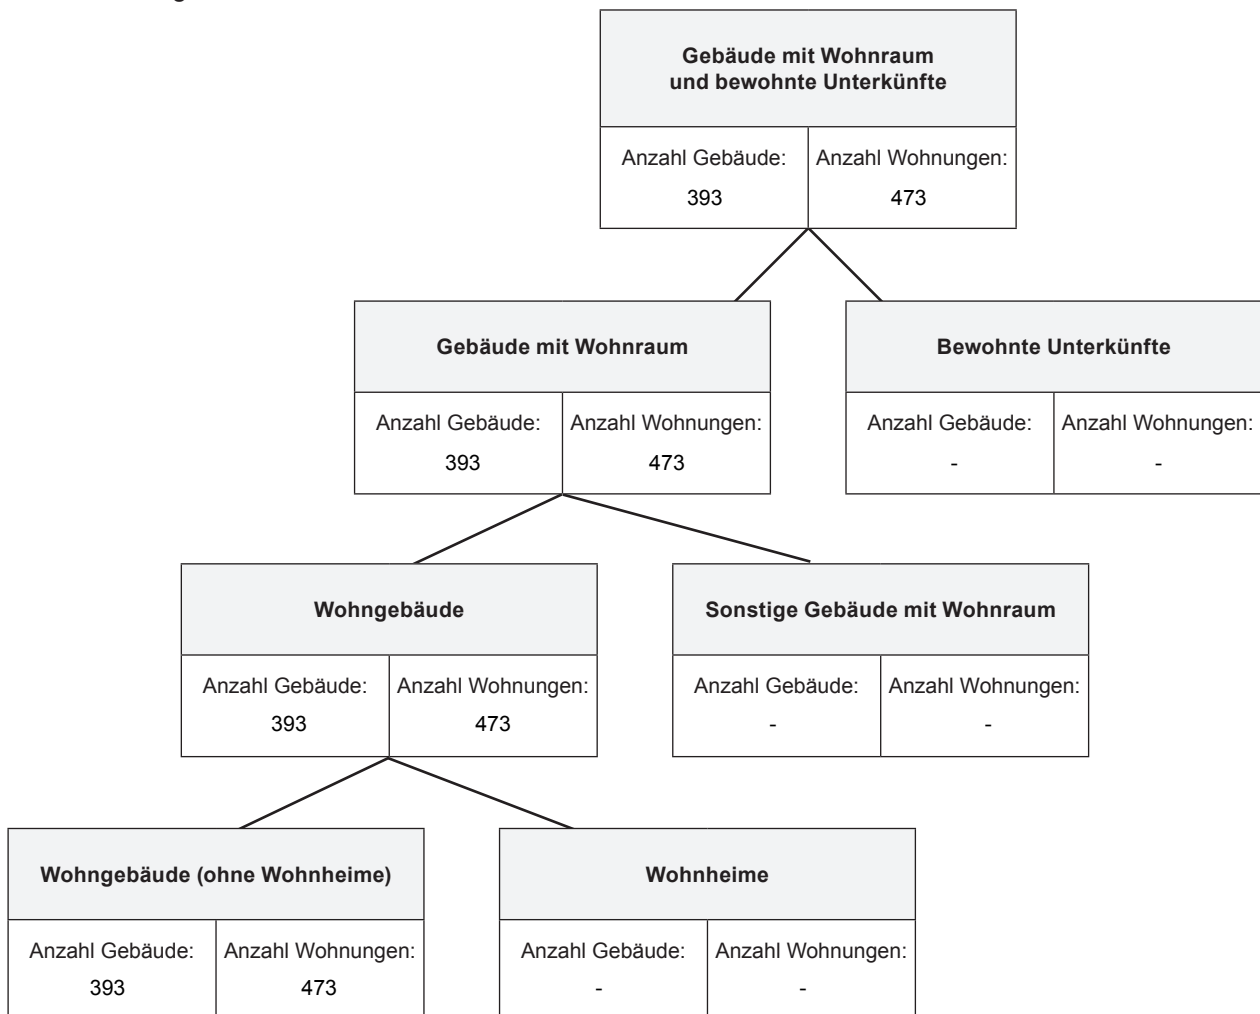 Gebäude mit Wohnraum
und bewohnte Unterkünfte
Anzahl Gebäude: Anzahl Wohnungen:
393 473
Gebäude mit Wohnraum
Anzahl Gebäude: Anzahl Wohnungen:
393 473
Bewohnte Unterkünfte
Anzahl Gebäude: Anzahl Wohnungen:
- -
Wohngebäude
Anzahl Gebäude: Anzahl Wohnungen:
393 473
Sonstige Gebäude mit Wohnraum
Anzahl Gebäude: Anzahl Wohnungen:
- -
Wohngebäude (ohne Wohnheime)
Anzahl Gebäude: Anzahl Wohnungen:
393 473
Wohnheime
Anzahl Gebäude: Anzahl Wohnungen:
- -